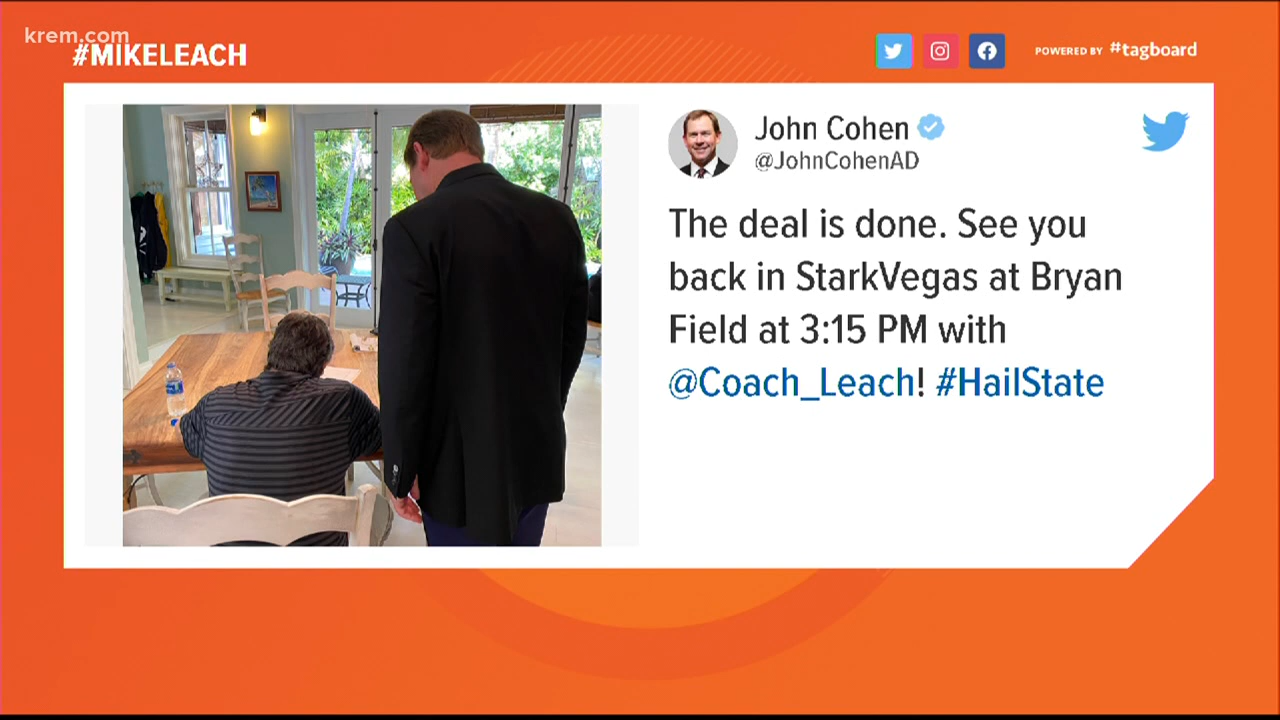 krem.com
#MIKELEACH
POWERED BY #tagboard
John Cohen
@JohnCohenAD
The deal is done. See you
back in StarkVegas at Bryan
Field at 3:15 PM with
@Coach_Leach! #HailState